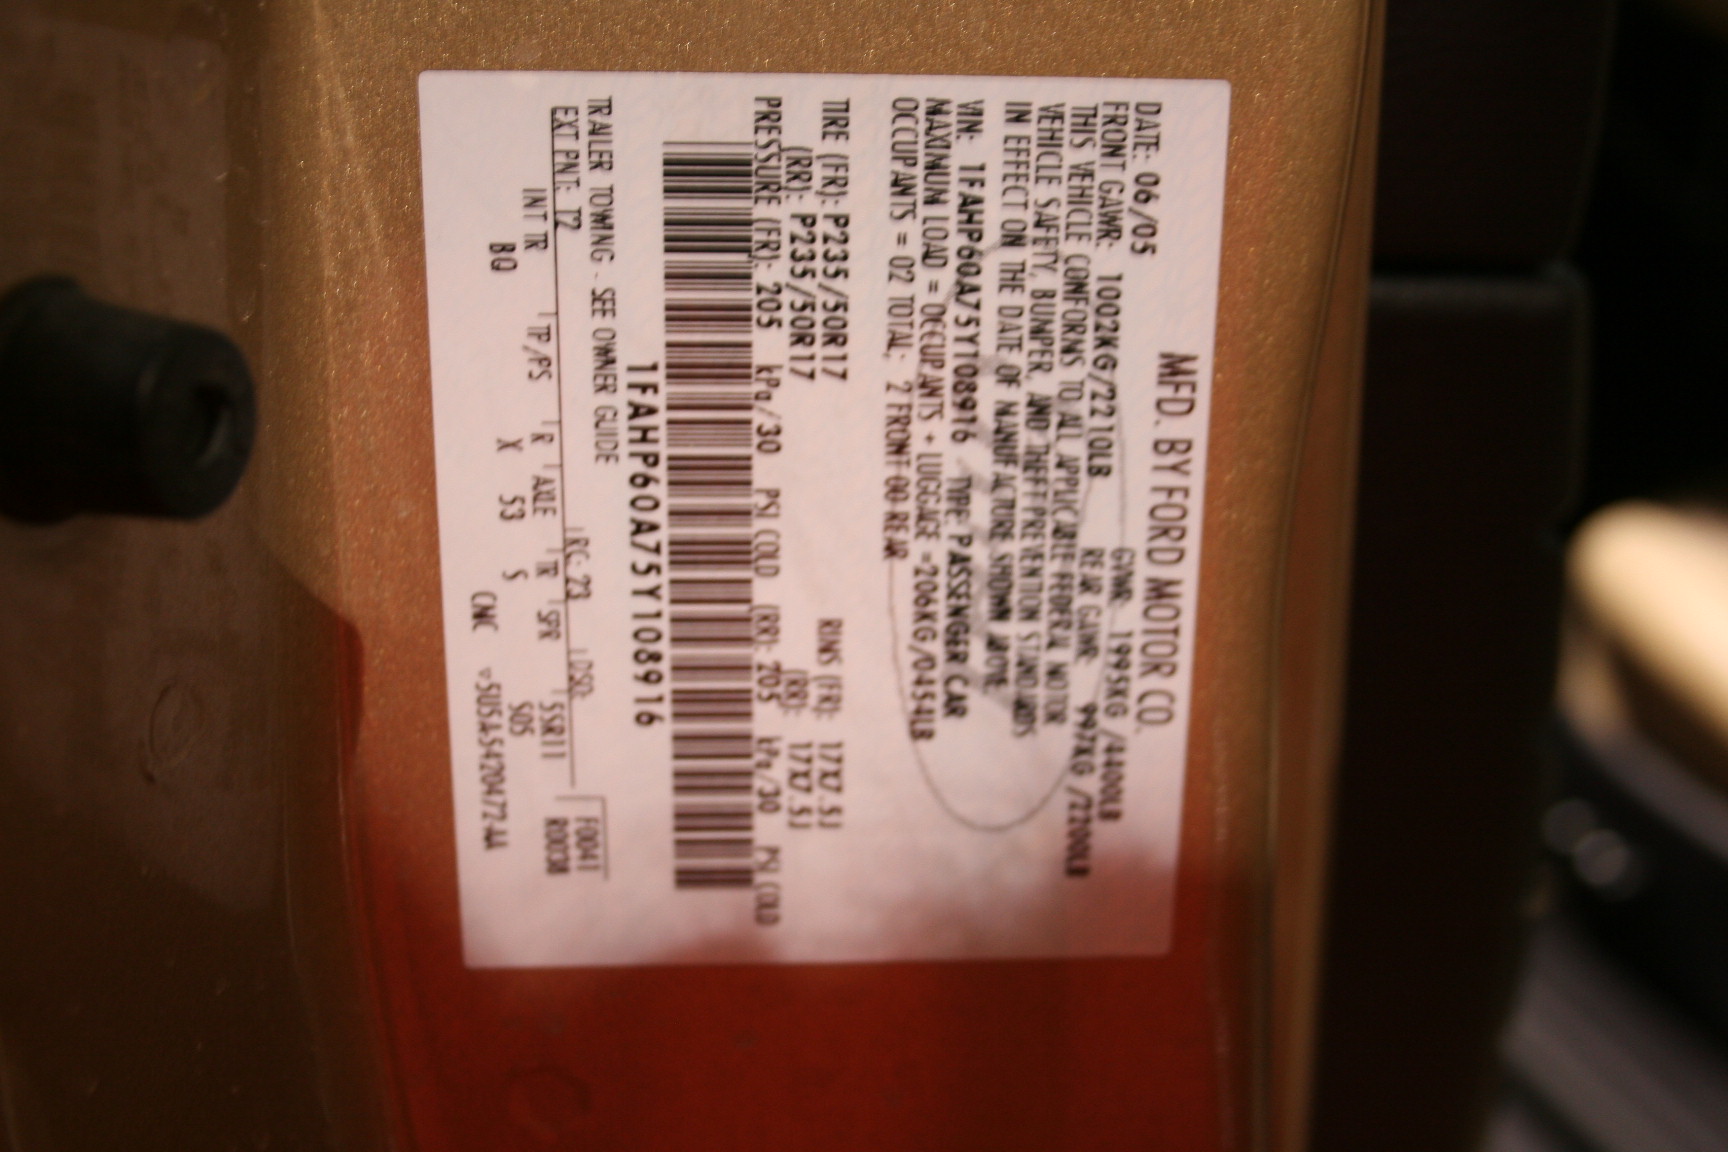 MFD. BY FORD MOTOR CO.
DATE: 06/05 GVWR: 1995KG /4400LB
FRONT GAWR: 1002KG/2210LB REAR GAWR: 997KG /2200LB
THIS VEHICLE CONFORMS TO ALL APPLICABLE FEDERAL MOTOR
VEHICLE SAFETY, BUMPER, AND THEFT PREVENTION STANDARDS
IN EFFECT ON THE DATE OF MANUFACTURE SHOWN ABOVE.
VIN: 1FAHP60A75Y108916 TYPE: PASSENGER CAR
MAXIMUM LOAD = OCCUPANTS + LUGGAGE =206KG/0454LB
OCCUPANTS = 02 TOTAL; 2 FRONT 00 REAR
TIRE (FR): P235/50R17 RIMS (FR): 17X7.5J
(RR): P235/50R17 (RR): 17X7.5J
PRESSURE (FR): 205 kPa/30 PSI COLD (RR): 205 kPa/30 PSI COLD
1FAHP60A75Y108916
TRAILER TOWING - SEE OWNER GUIDE
EXT PNT: T2 RC: 23 DSO: F0041
INT TR TP/PS R AXLE TR SPR 5SR11 R0038
BQ X 53 S SOS
CNC